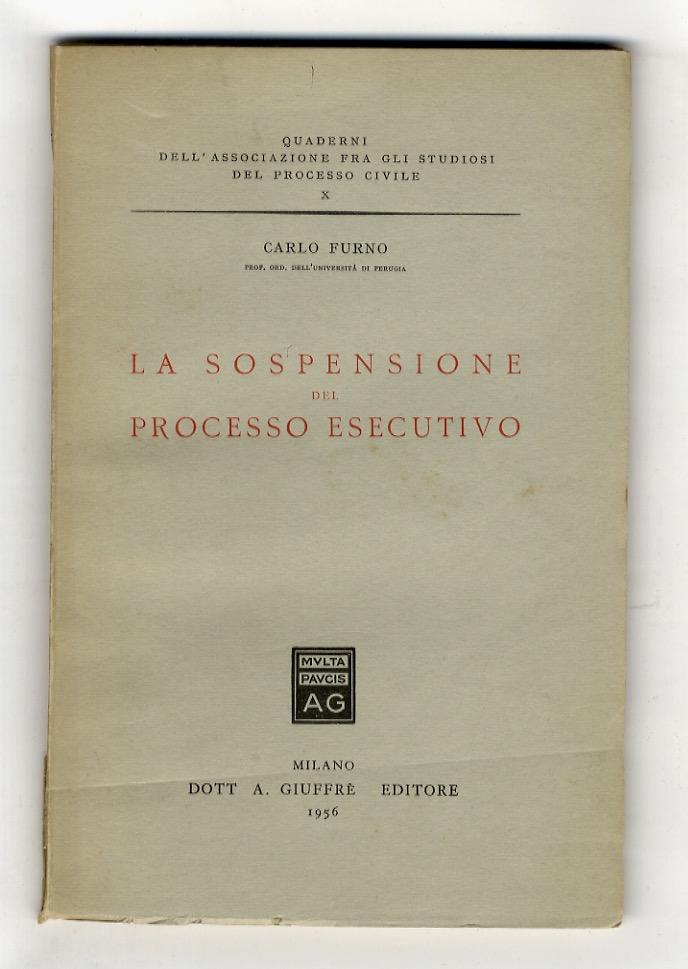 QUADERNI
DELL'ASSOCIAZIONE FRA GLI STUDIOSI
DEL PROCESSO CIVILE
X
CARLO FURNO
PROF. ORD. DELL'UNIVERSITÀ DI PERUGIA
LA SOSPENSIONE
DEL
PROCESSO ESECUTIVO
MVLTA
PAVCIS
AG
MILANO
DOTT A. GIUFFRÈ EDITORE
1956